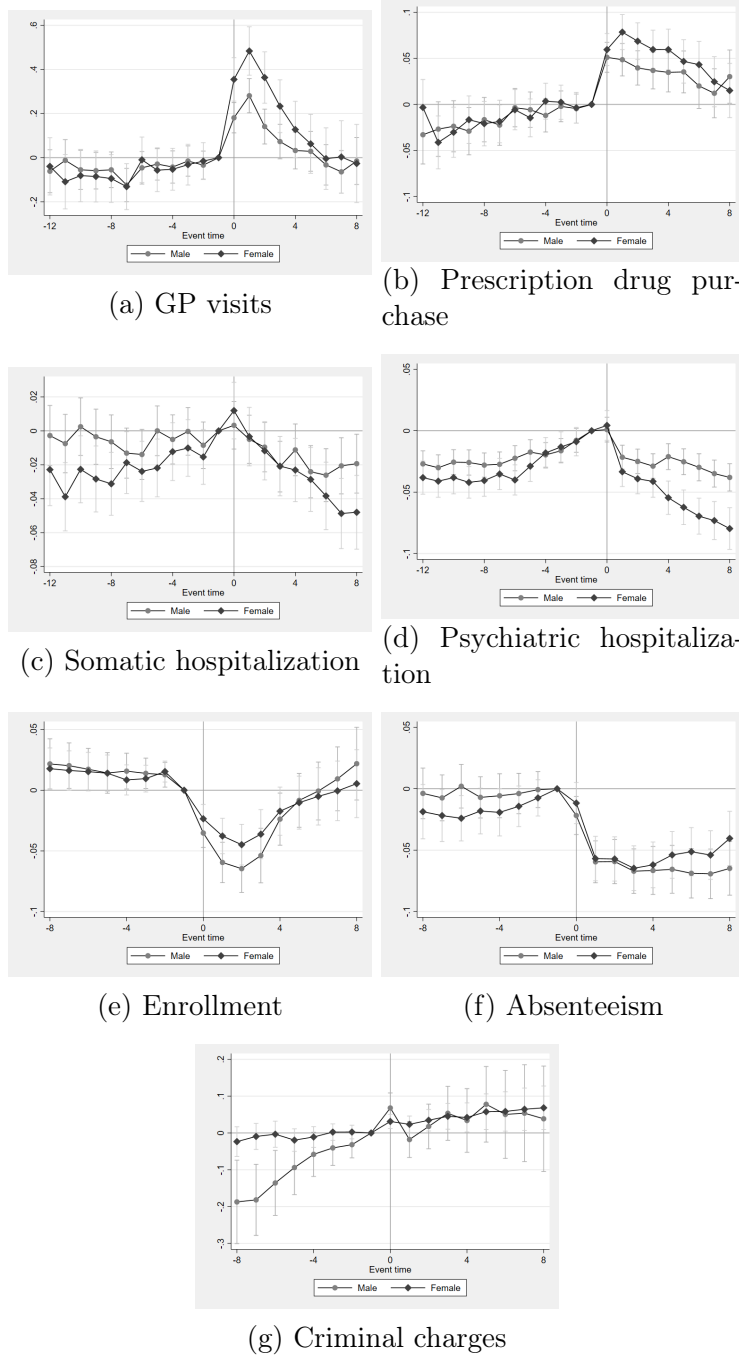 .6
.4
.2
0
-.2
-12 -8 -4 0 4 8
Event time
Male Female
(a) GP visits
.1
.05
0
-.05
-.1
-12 -8 -4 0 4 8
Event time
Male Female
(b) Prescription drug pur-
chase
.02
0
-.02
-.04
-.06
-.08
-12 -8 -4 0 4 8
Event time
Male Female
(c) Somatic hospitalization
.05
0
-.05
-.1
-12 -8 -4 0 4 8
Event time
Male Female
(d) Psychiatric hospitaliza-
tion
.05
0
-.05
-.1
-8 -4 0 4 8
Event time
Male Female
(e) Enrollment
.05
0
-.05
-.1
-8 -4 0 4 8
Event time
Male Female
(f) Absenteeism
.2
.1
0
-.1
-.2
-.3
-8 -4 0 4 8
Event time
Male Female
(g) Criminal charges